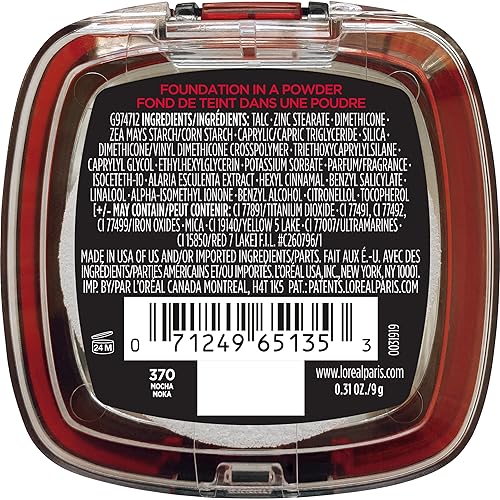 FOUNDATION IN A POWDER
FOND DE TEINT DANS UNE POUDRE
G974712 INGREDIENTS/INGRÉDIENTS: TALC • ZINC STEARATE • DIMETHICONE •
ZEA MAYS STARCH/CORN STARCH • CAPRYLIC/CAPRIC TRIGLYCERIDE • SILICA •
DIMETHICONE/VINYL DIMETHICONE CROSSPOLYMER • TRIETHOXYCAPRYLYLSILANE •
CAPRYLYL GLYCOL • ETHYLHEXYLGLYCERIN • POTASSIUM SORBATE • PARFUM/FRAGRANCE •
ISOCETETH-10 • ALARIA ESCULENTA EXTRACT • HEXYL CINNAMAL • BENZYL SALICYLATE •
LINALOOL • ALPHA-ISOMETHYL IONONE • BENZYL ALCOHOL • CITRONELLOL • TOCOPHEROL
[+/- MAY CONTAIN/PEUT CONTENIR: CI 77891/TITANIUM DIOXIDE • CI 77491, CI 77492,
CI 77499/IRON OXIDES • MICA • CI 19140/YELLOW 5 LAKE • CI 77007/ULTRAMARINES •
CI 15850/RED 7 LAKE] F.I.L. #C260796/1
MADE IN USA OF US AND/OR IMPORTED INGREDIENTS/PARTS. FAIT AUX É.-U. AVEC DES
INGRÉDIENTS/PARTIES AMÉRICAINS ET/OU IMPORTÉS. L'ORÉAL USA, INC., NEW YORK, NY 10001.
IMP. BY/PAR L'ORÉAL CANADA MONTREAL, H4T 1K5 PAT.: PATENTS.LOREALPARIS.COM
24 M
0 71249 65135 3
0031909
370
MOCHA
MOKA
www.lorealparis.com
0.31 OZ./9 g